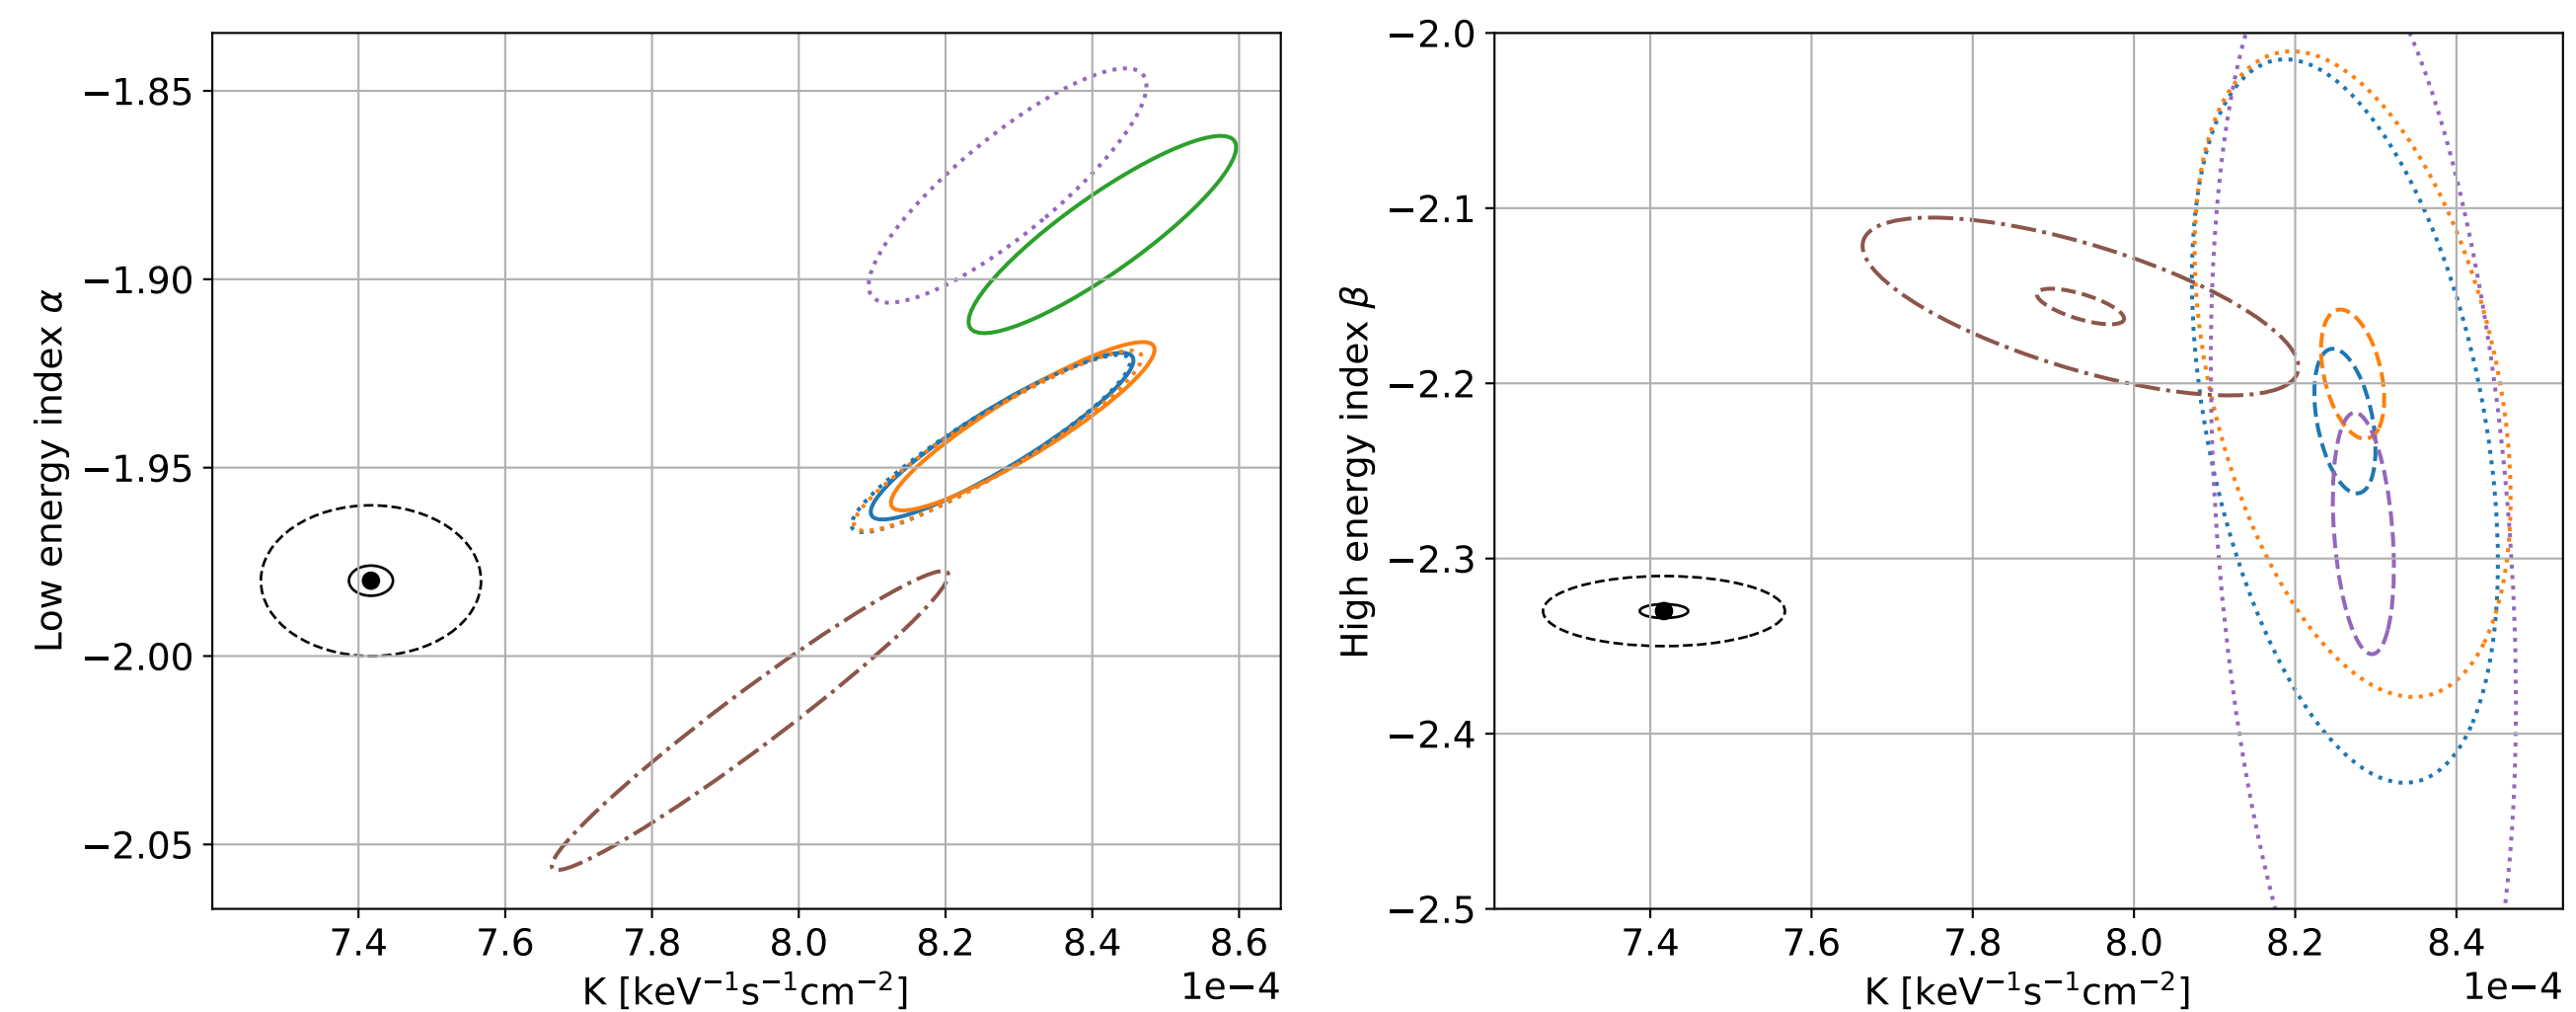 Low energy index α
−1.85
−1.90
−1.95
−2.00
−2.05
7.4 7.6 7.8 8.0 8.2 8.4 8.6
K [keV⁻¹s⁻¹cm⁻²]
1e−4
High energy index β
−2.0
−2.1
−2.2
−2.3
−2.4
−2.5
7.4 7.6 7.8 8.0 8.2 8.4
K [keV⁻¹s⁻¹cm⁻²]
1e−4